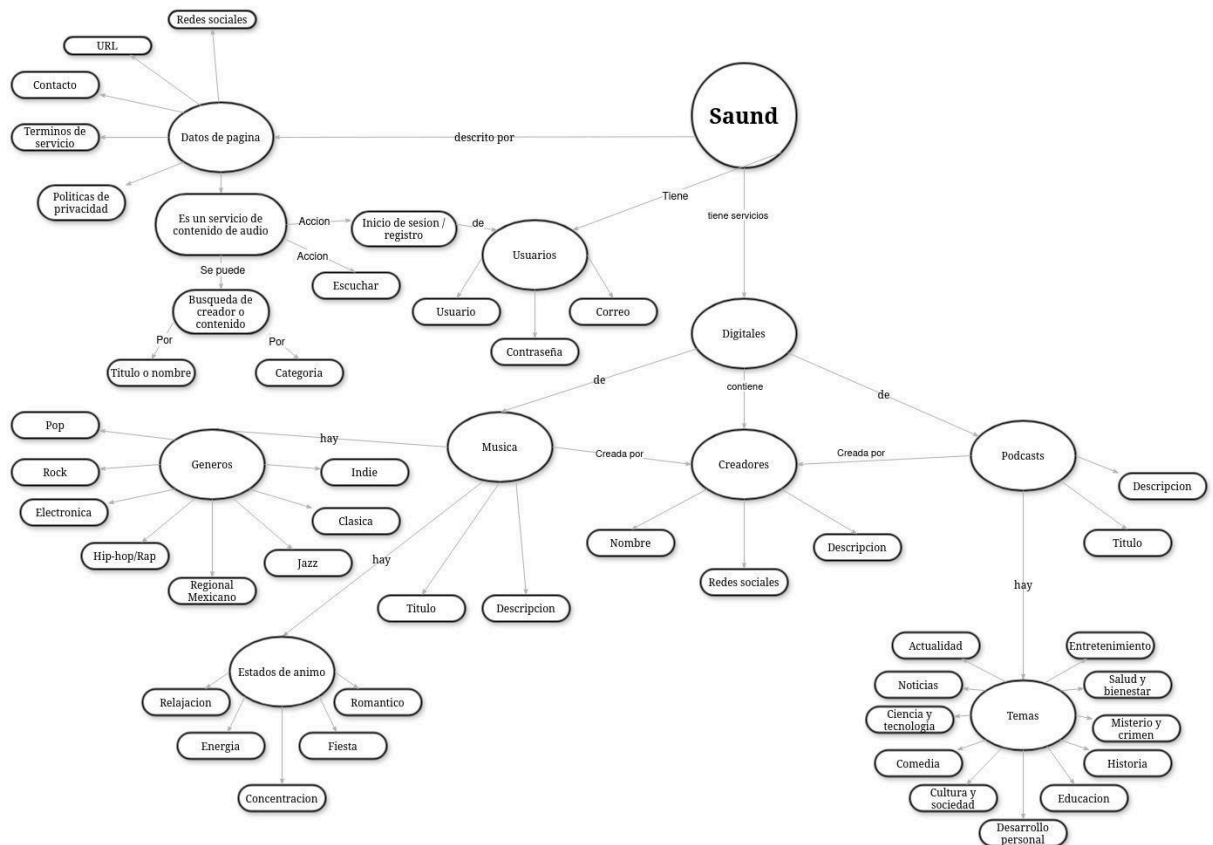 Redes sociales
URL
Contacto
Saund
Datos de pagina
descrito por
Terminos de
servicio
Politicas de
privacidad
Tiene
Es un servicio de
contenido de audio
Accion
Inicio de sesion /
registro
de
tiene servicios
Usuarios
Accion
Se puede
Escuchar
Busqueda de
creador o
contenido
Usuario
Correo
Digitales
Por
Por
Contraseña
Titulo o nombre
Categoria
de
contiene
de
Pop
hay
Musica
Creada por
Creadores
Creada por
Podcasts
Generos
Rock
Indie
Descripcion
Electronica
Clasica
Nombre
Descripcion
Titulo
Hip-hop/Rap
Jazz
hay
Regional
Mexicano
Redes sociales
hay
Titulo
Descripcion
Estados de animo
Actualidad
Entretenimiento
Relajacion
Romantico
Noticias
Salud y
bienestar
Ciencia y
tecnologia
Temas
Misterio y
crimen
Energia
Fiesta
Comedia
Historia
Concentracion
Cultura y
sociedad
Educacion
Desarrollo
personal